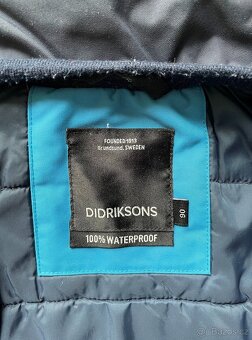 FOUNDED 1913
Grundsund, SWEDEN
DIDRIKSONS
90
100% WATERPROOF